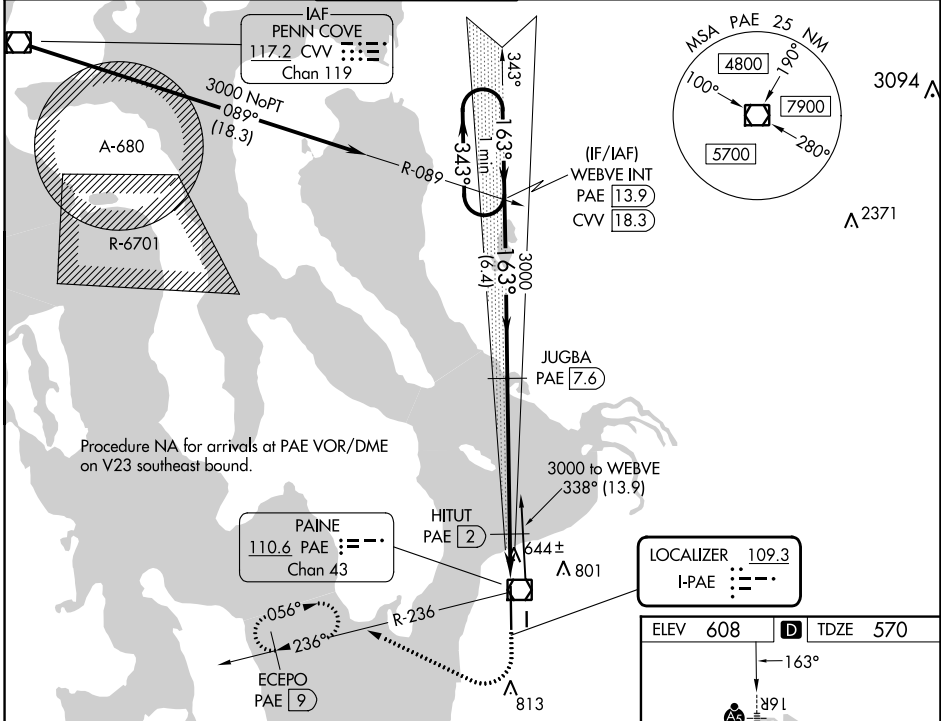 IAF
PENN COVE
117.2 CVV
Chan 119
3000 NoPT
089°
(18.3)
A-680
R-6701
R-089
343°
163°
343°
1 min
163°
3000
(6.4)
(IF/IAF)
WEBVE INT
PAE 13.9
CVV 18.3
MSA PAE 25 NM
4800
190°
100°
7900
5700
280°
3094
2371
JUGBA
PAE 7.6
Procedure NA for arrivals at PAE VOR/DME
on V23 southeast bound.
3000 to WEBVE
338° (13.9)
HITUT
PAE 2
644±
801
PAINE
110.6 PAE
Chan 43
LOCALIZER 109.3
I-PAE
R-236
056°
236°
ECEPO
PAE 9
813
ELEV 608 D TDZE 570
163°
16R
A5